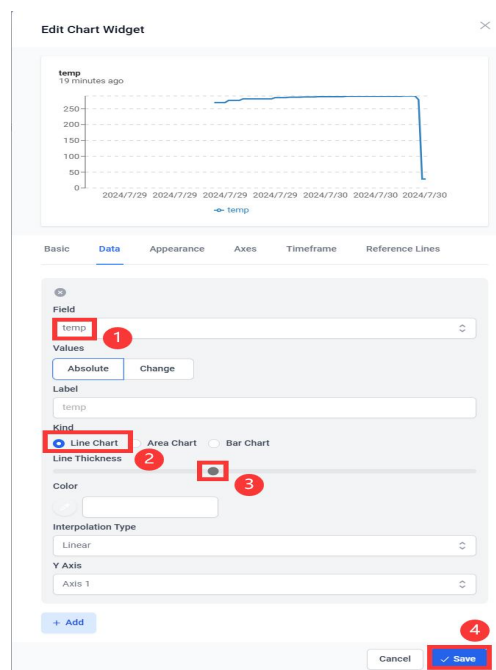 Edit Chart Widget
temp
19 minutes ago
250
200
150
100
50
0
2024/7/29 2024/7/29 2024/7/29 2024/7/29 2024/7/30 2024/7/30 2024/7/30
temp
Basic Data Appearance Axes Timeframe Reference Lines
Field
temp
1
Values
Absolute Change
Label
temp
Kind
Line Chart Area Chart Bar Chart
2
Line Thickness
3
Color
Interpolation Type
Linear
Y Axis
Axis 1
+ Add
4
Cancel Save